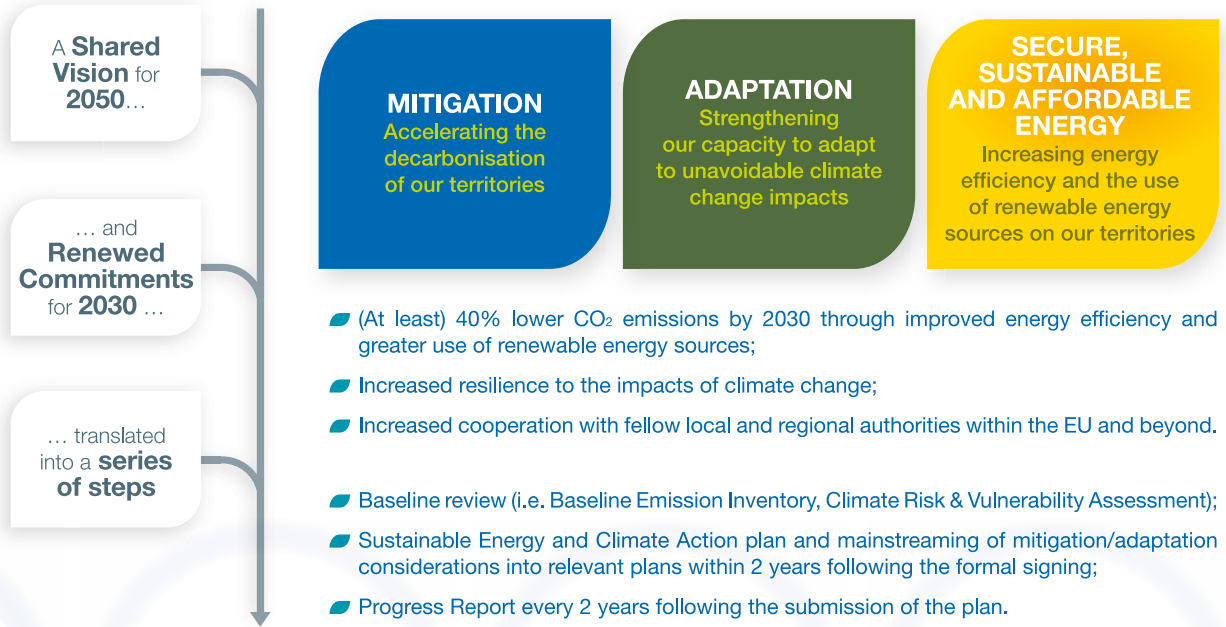 A Shared
Vision for
2050…
MITIGATION
Accelerating the
decarbonisation
of our territories
ADAPTATION
Strengthening
our capacity to adapt
to unavoidable climate
change impacts
SECURE,
SUSTAINABLE
AND AFFORDABLE
ENERGY
Increasing energy
efficiency and the use
of renewable energy
sources on our territories
… and
Renewed
Commitments
for 2030 …
(At least) 40% lower CO₂ emissions by 2030 through improved energy efficiency and
greater use of renewable energy sources;
Increased resilience to the impacts of climate change;
Increased cooperation with fellow local and regional authorities within the EU and beyond.
… translated
into a series
of steps
Baseline review (i.e. Baseline Emission Inventory, Climate Risk & Vulnerability Assessment);
Sustainable Energy and Climate Action plan and mainstreaming of mitigation/adaptation
considerations into relevant plans within 2 years following the formal signing;
Progress Report every 2 years following the submission of the plan.